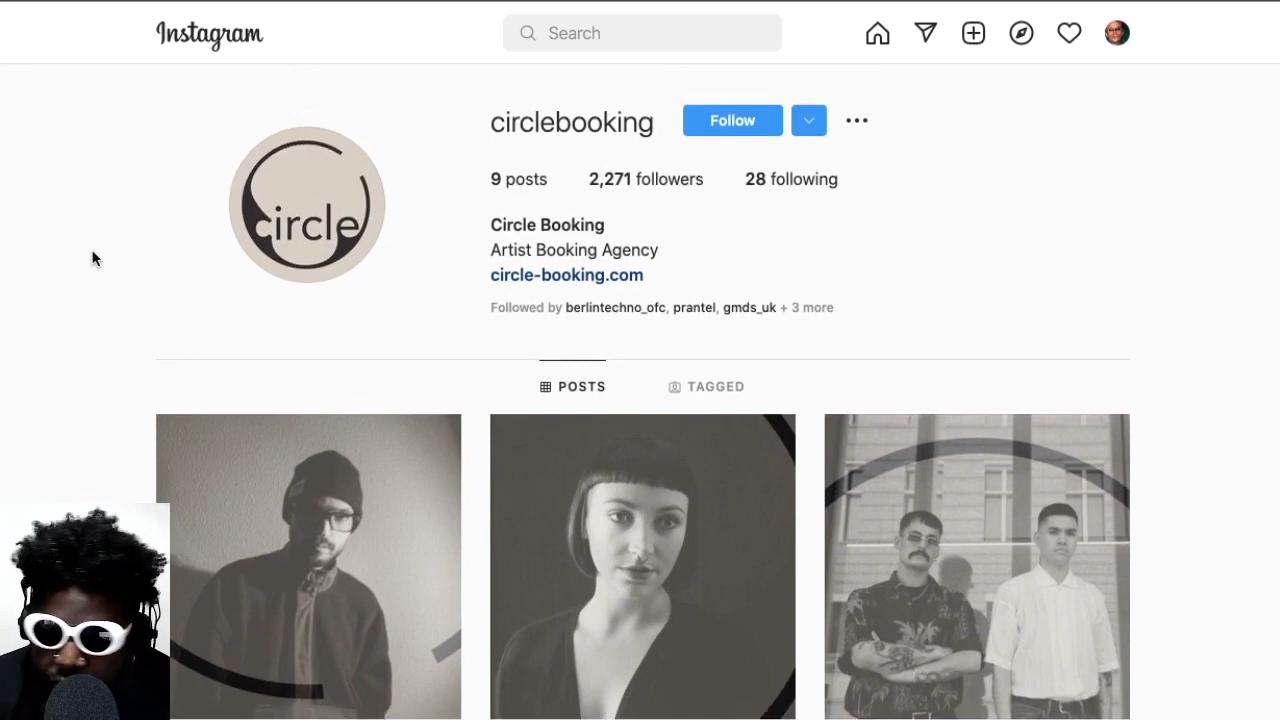 Instagram
Search
circlebooking
Follow
9 posts 2,271 followers 28 following
circle
Circle Booking
Artist Booking Agency
circle-booking.com
Followed by berlintechno_ofc, prantel, gmds_uk + 3 more
POSTS TAGGED